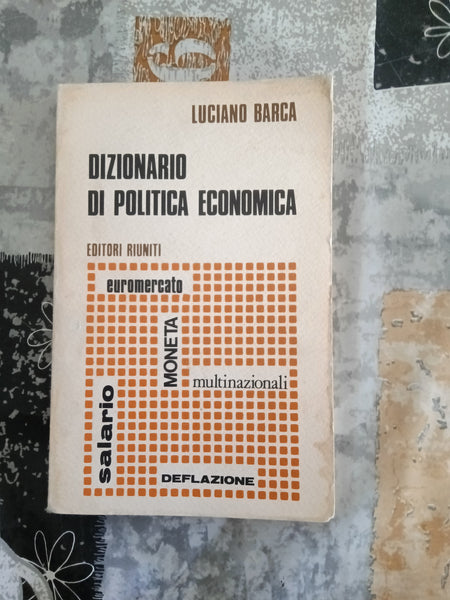 LUCIANO BARCA
DIZIONARIO
DI POLITICA ECONOMICA
EDITORI RIUNITI
euromercato
MONETA
multinazionali
salario
DEFLAZIONE